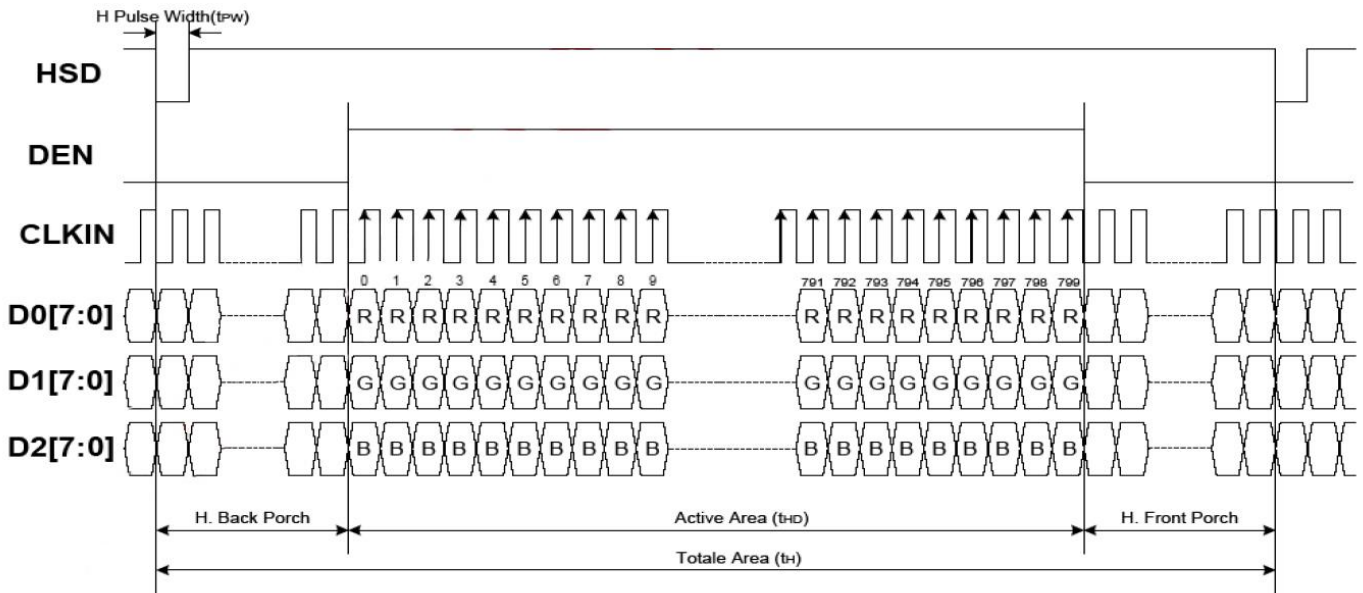 H Pulse Width(tPW)
HSD
DEN
CLKIN
0 1 2 3 4 5 6 7 8 9 791 792 793 794 795 796 797 798 799
D0[7:0] R R R R R R R R R R R R R R R R R R R
D1[7:0] G G G G G G G G G G G G G G G G G G G
D2[7:0] B B B B B B B B B B B B B B B B B B B
H. Back Porch Active Area (tHD) H. Front Porch
Totale Area (tH)